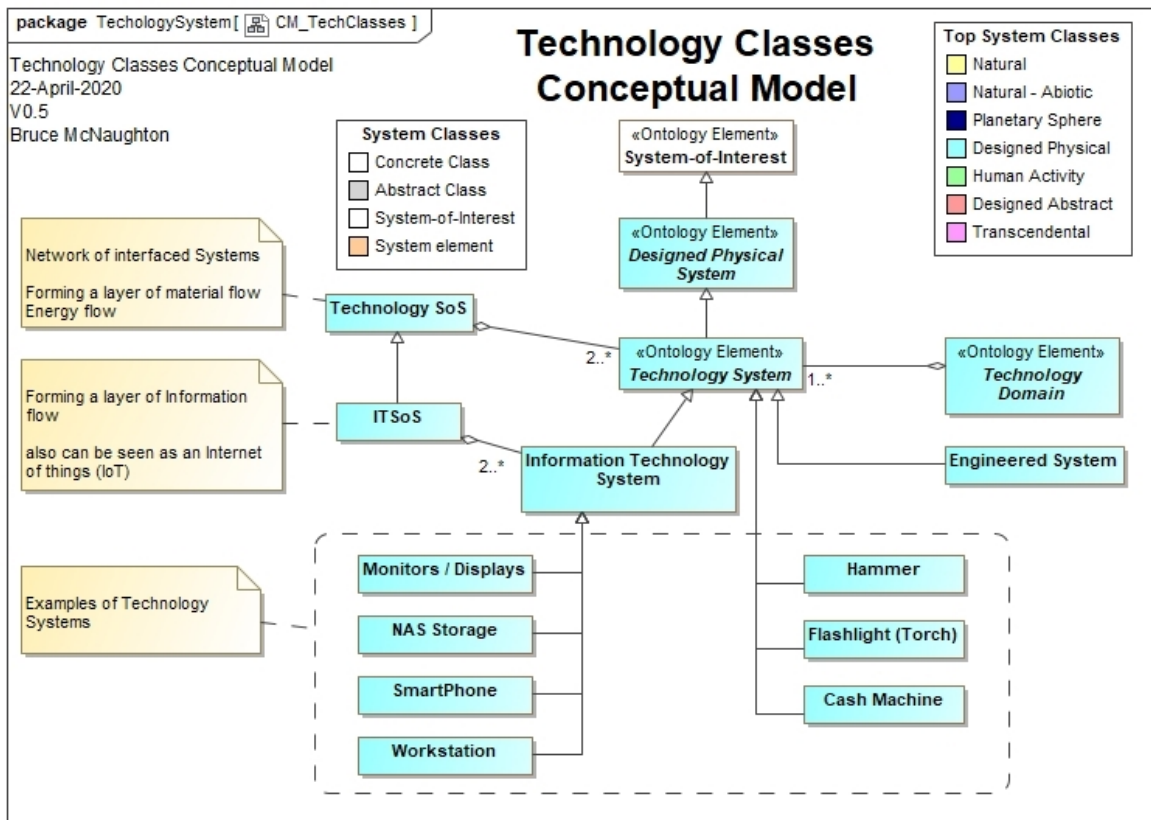 package TechologySystem[ CM_TechClasses ]
Technology Classes Conceptual Model
22-April-2020
V0.5
Bruce McNaughton
Technology Classes
Conceptual Model
System Classes
Concrete Class
Abstract Class
System-of-Interest
System element
Top System Classes
Natural
Natural - Abiotic
Planetary Sphere
Designed Physical
Human Activity
Designed Abstract
Transcendental
«Ontology Element»
System-of-Interest
«Ontology Element»
Designed Physical
System
Network of interfaced Systems
Forming a layer of material flow
Energy flow
Technology SoS
2..*
«Ontology Element»
Technology System
1..*
«Ontology Element»
Technology
Domain
Forming a layer of Information
flow
also can be seen as an Internet
of things (IoT)
ITSoS
2..*
Information Technology
System
Engineered System
Examples of Technology
Systems
Monitors / Displays
NAS Storage
SmartPhone
Workstation
Hammer
Flashlight (Torch)
Cash Machine